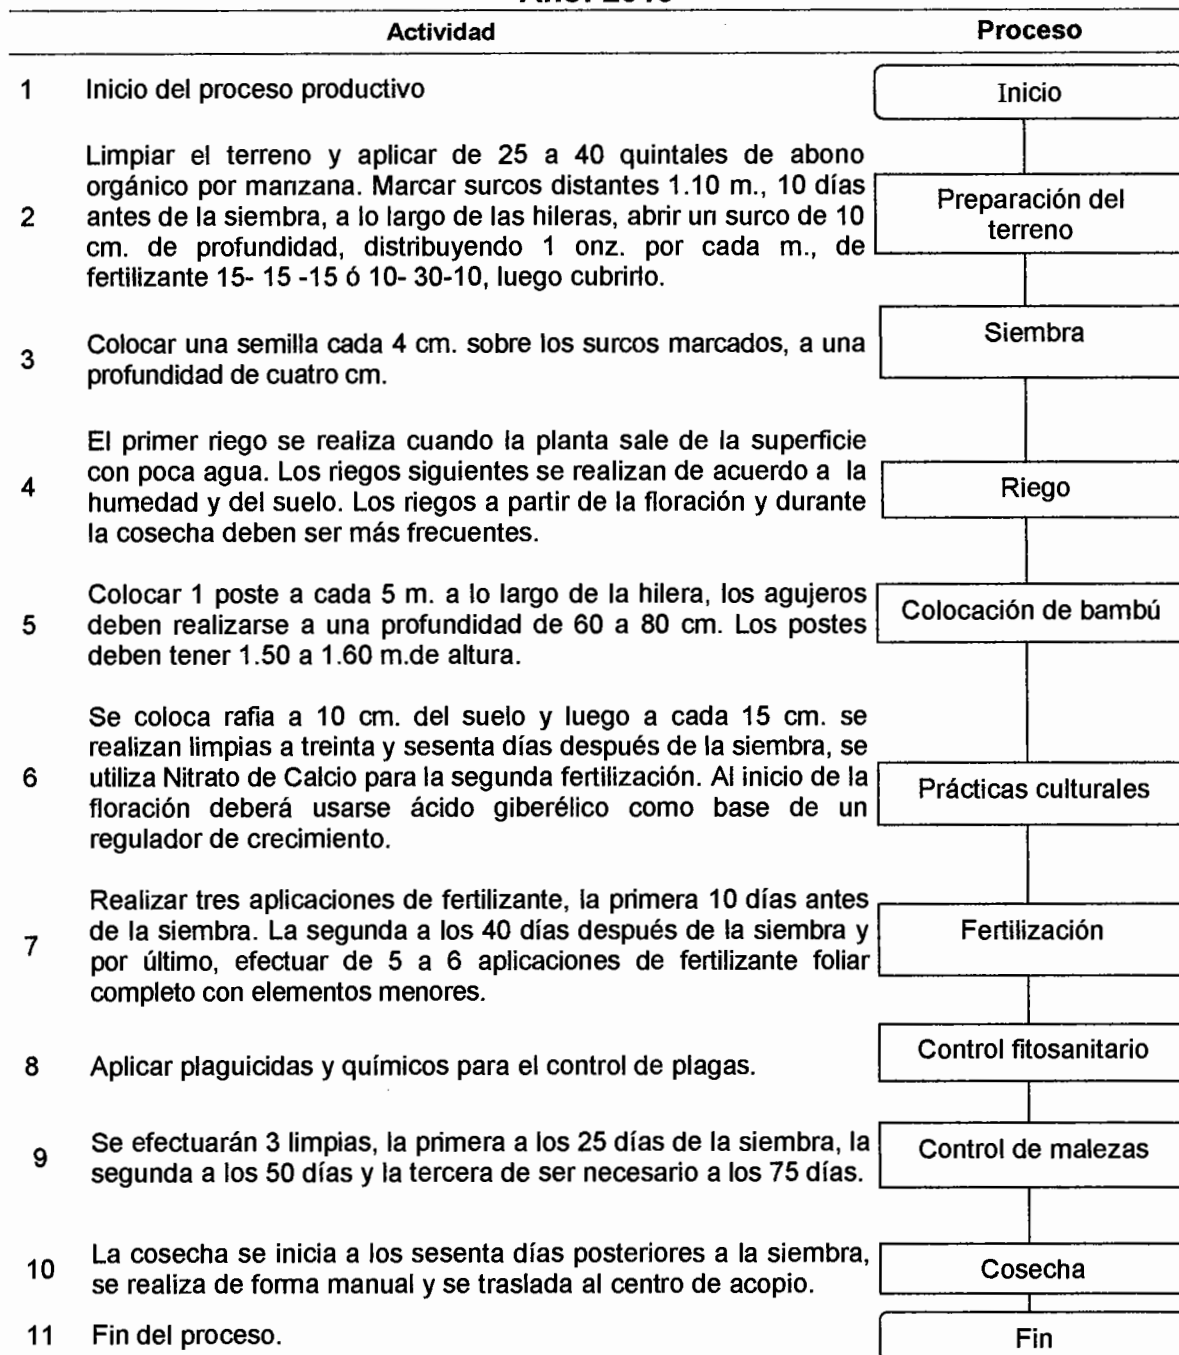 Actividad Proceso
1 Inicio del proceso productivo
Inicio
Limpiar el terreno y aplicar de 25 a 40 quintales de abono
orgánico por manzana. Marcar surcos distantes 1.10 m., 10 días
2 antes de la siembra, a lo largo de las hileras, abrir un surco de 10
cm. de profundidad, distribuyendo 1 onz. por cada m., de
fertilizante 15- 15 -15 ó 10- 30-10, luego cubrirlo.
Preparación del
terreno
3 Colocar una semilla cada 4 cm. sobre los surcos marcados, a una
profundidad de cuatro cm.
Siembra
El primer riego se realiza cuando la planta sale de la superficie
con poca agua. Los riegos siguientes se realizan de acuerdo a la
4 humedad y del suelo. Los riegos a partir de la floración y durante
la cosecha deben ser más frecuentes.
Riego
Colocar 1 poste a cada 5 m. a lo largo de la hilera, los agujeros
5 deben realizarse a una profundidad de 60 a 80 cm. Los postes
deben tener 1.50 a 1.60 m.de altura.
Colocación de bambú
Se coloca rafia a 10 cm. del suelo y luego a cada 15 cm. se
realizan limpias a treinta y sesenta días después de la siembra, se
6 utiliza Nitrato de Calcio para la segunda fertilización. Al inicio de la
floración deberá usarse ácido giberélico como base de un
regulador de crecimiento.
Prácticas culturales
Realizar tres aplicaciones de fertilizante, la primera 10 días antes
7 de la siembra. La segunda a los 40 días después de la siembra y
por último, efectuar de 5 a 6 aplicaciones de fertilizante foliar
completo con elementos menores.
Fertilización
8 Aplicar plaguicidas y químicos para el control de plagas.
Control fitosanitario
9 Se efectuarán 3 limpias, la primera a los 25 días de la siembra, la
segunda a los 50 días y la tercera de ser necesario a los 75 días.
Control de malezas
10 La cosecha se inicia a los sesenta días posteriores a la siembra,
se realiza de forma manual y se traslada al centro de acopio.
Cosecha
11 Fin del proceso.
Fin